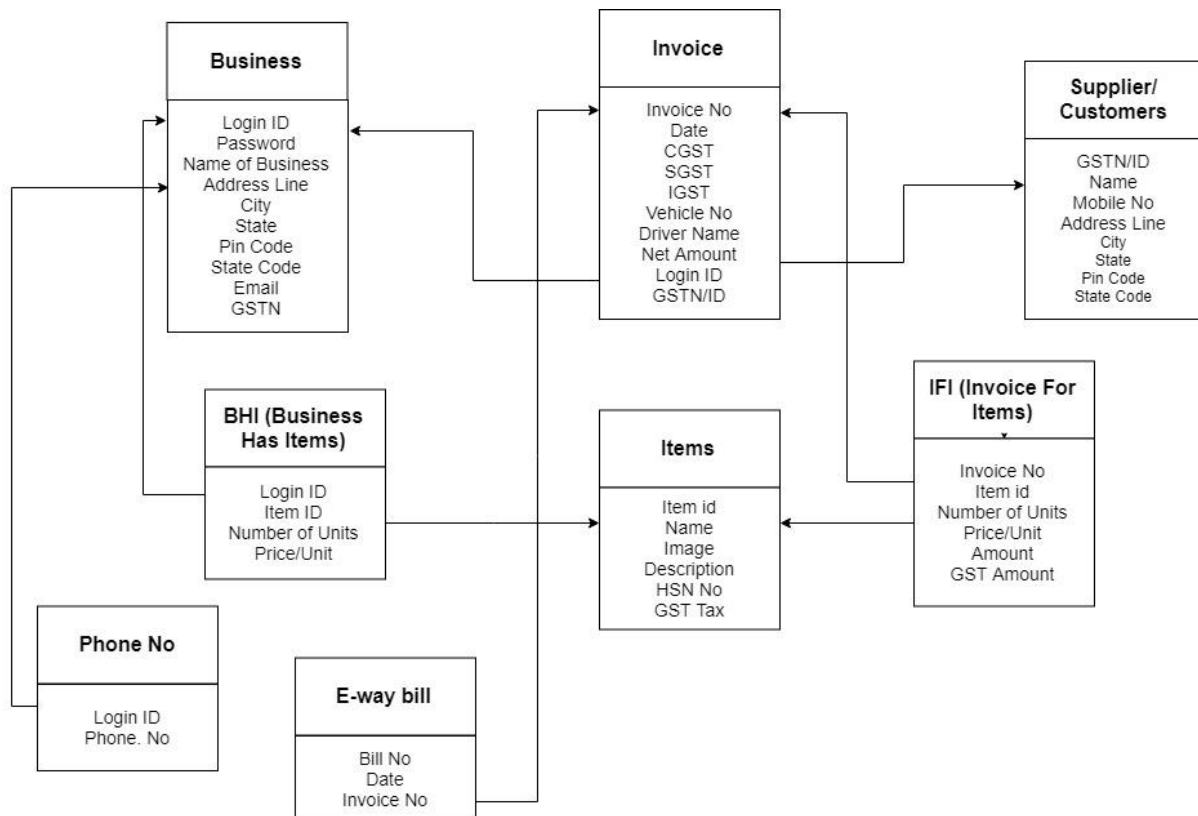 Business
Login ID
Password
Name of Business
Address Line
City
State
Pin Code
State Code
Email
GSTN
Invoice
Invoice No
Date
CGST
SGST
IGST
Vehicle No
Driver Name
Net Amount
Login ID
GSTN/ID
Supplier/
Customers
GSTN/ID
Name
Mobile No
Address Line
City
State
Pin Code
State Code
BHI (Business
Has Items)
Login ID
Item ID
Number of Units
Price/Unit
Items
Item id
Name
Image
Description
HSN No
GST Tax
IFI (Invoice For
Items)
Invoice No
Item id
Number of Units
Price/Unit
Amount
GST Amount
Phone No
Login ID
Phone. No
E-way bill
Bill No
Date
Invoice No